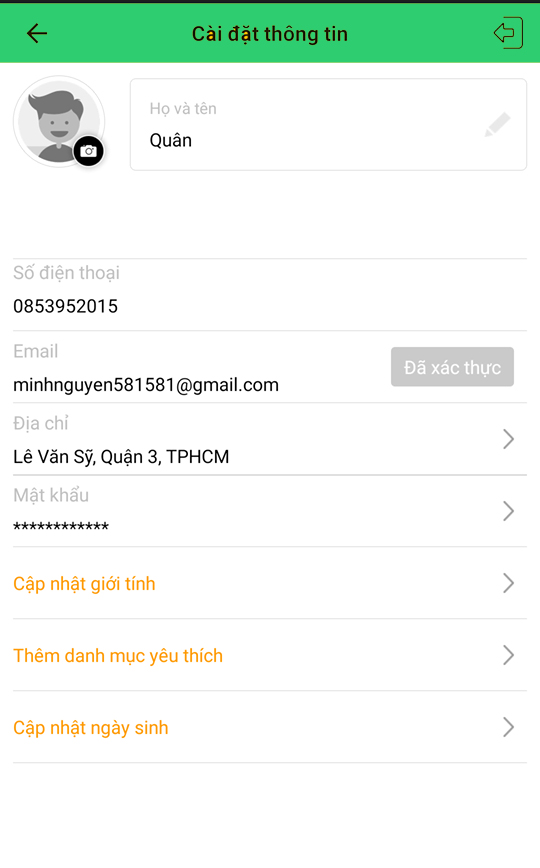 Cài đặt thông tin
Họ và tên
Quân
Số điện thoại
0853952015
Email
minhnguyen581581@gmail.com
Đã xác thực
Địa chỉ
Lê Văn Sỹ, Quận 3, TPHCM
Mật khẩu
************
Cập nhật giới tính
Thêm danh mục yêu thích
Cập nhật ngày sinh